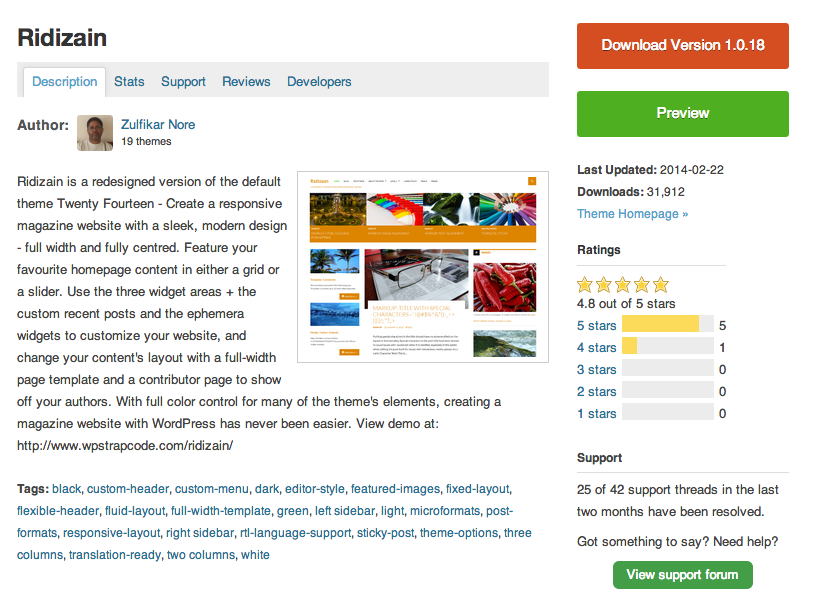 Ridizain
Description Stats Support Reviews Developers
Author:
Zulfikar Nore
19 themes
Ridizain is a redesigned version of the default
theme Twenty Fourteen - Create a responsive
magazine website with a sleek, modern design
- full width and fully centred. Feature your
favourite homepage content in either a grid or
a slider. Use the three widget areas + the
custom recent posts and the ephemera
widgets to customize your website, and
change your content's layout with a full-width
page template and a contributor page to show
off your authors. With full color control for many of the theme's elements, creating a
magazine website with WordPress has never been easier. View demo at:
http://www.wpstrapcode.com/ridizain/
Ridizain
MARKUP: TITLE WITH SPECIAL
Tags: black, custom-header, custom-menu, dark, editor-style, featured-images, fixed-layout,
flexible-header, fluid-layout, full-width-template, green, left sidebar, light, microformats, post-
formats, responsive-layout, right sidebar, rtl-language-support, sticky-post, theme-options, three
columns, translation-ready, two columns, white
Download Version 1.0.18
Preview
Last Updated: 2014-02-22
Downloads: 31,912
Theme Homepage »
Ratings
4.8 out of 5 stars
5 stars 5
4 stars 1
3 stars 0
2 stars 0
1 stars 0
Support
25 of 42 support threads in the last
two months have been resolved.
Got something to say? Need help?
View support forum